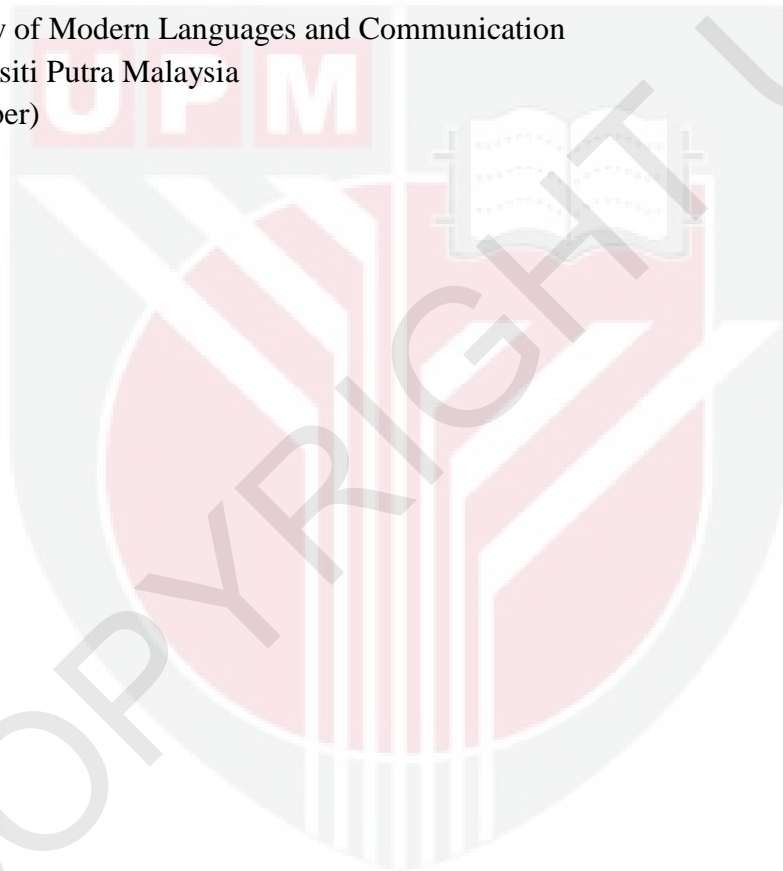 y of Modern Languages and Communication
siti Putra Malaysia
ber)
UPM
COPYRIGHT U